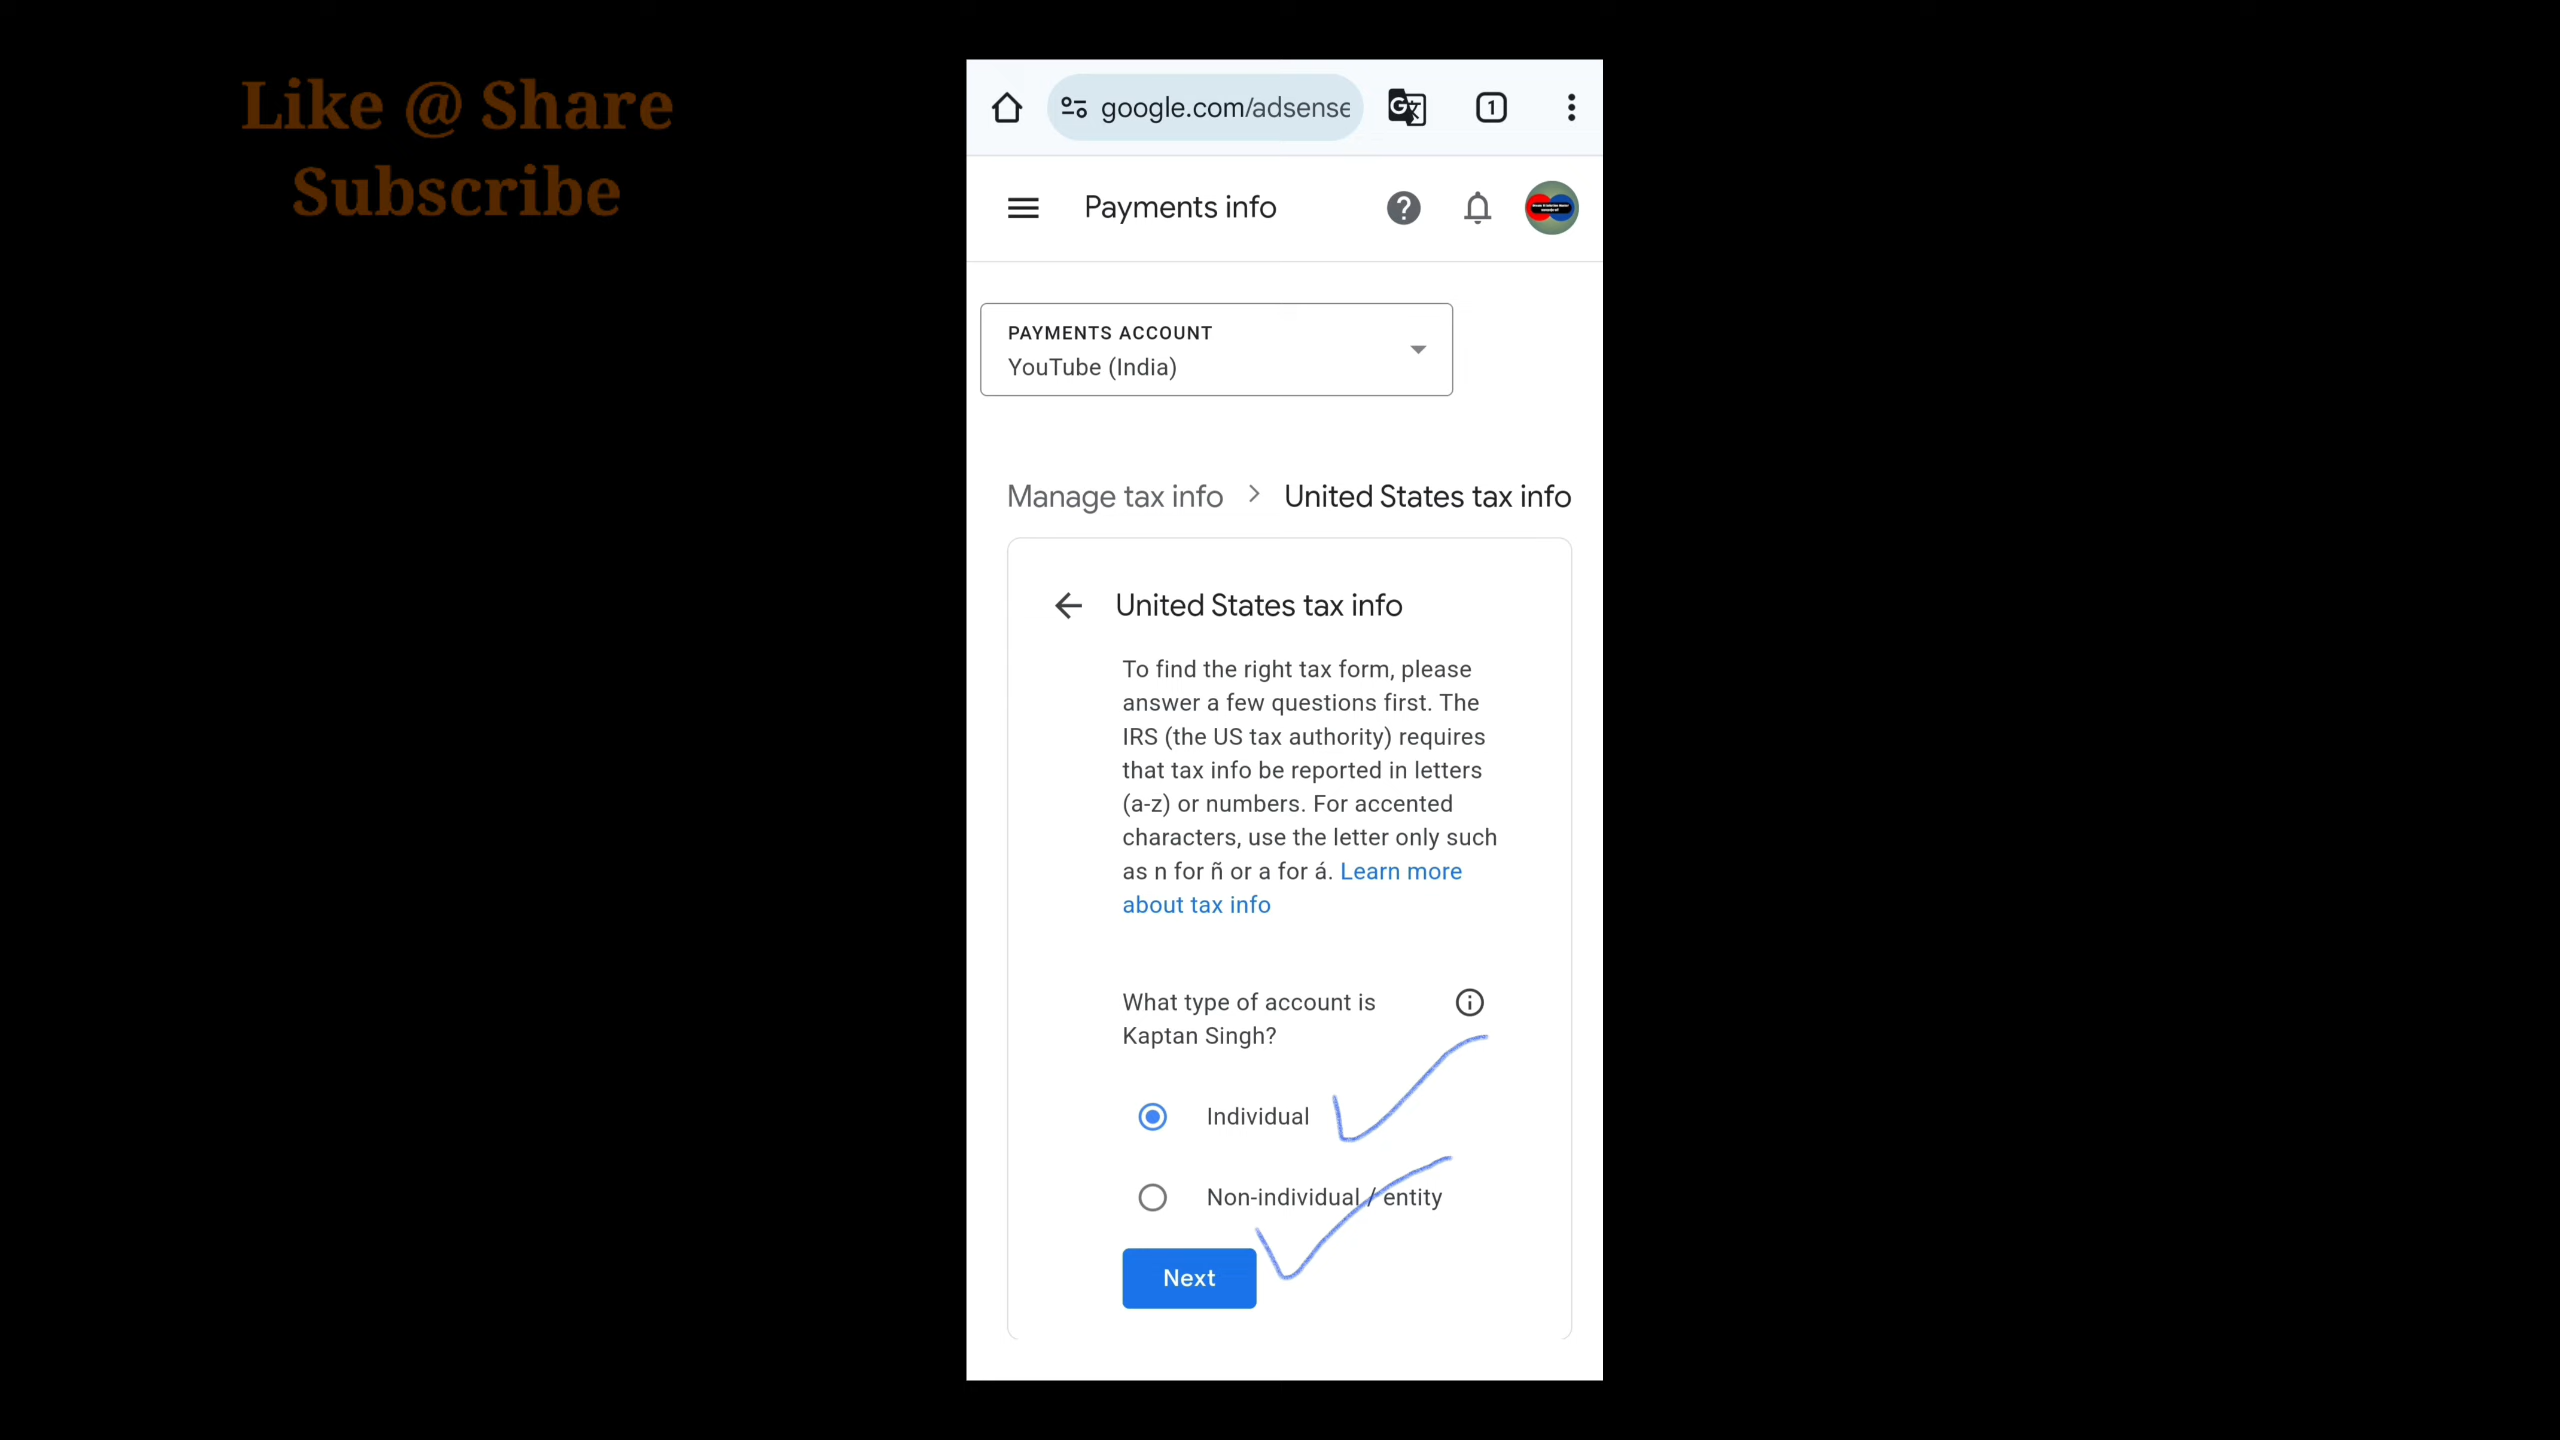 Like @ Share
Subscribe
google.com/adsense
1
Payments info
PAYMENTS ACCOUNT
YouTube (India)
Manage tax info > United States tax info
United States tax info
To find the right tax form, please
answer a few questions first. The
IRS (the US tax authority) requires
that tax info be reported in letters
(a-z) or numbers. For accented
characters, use the letter only such
as n for ñ or a for á. Learn more
about tax info
What type of account is
Kaptan Singh?
Individual
Non-individual / entity
Next